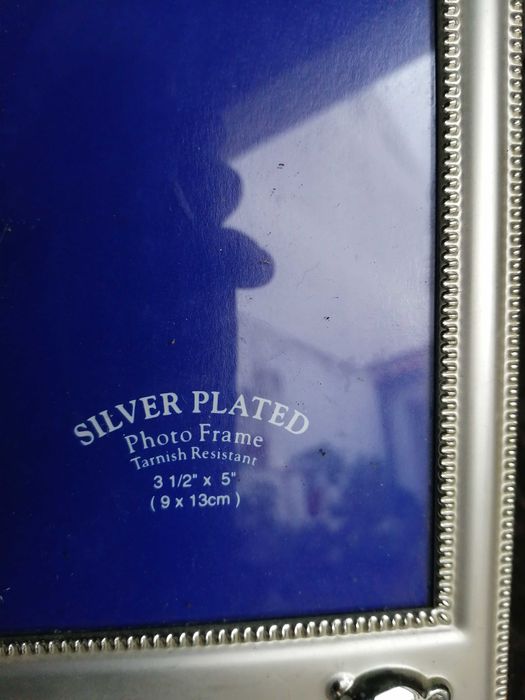 SILVER PLATED
Photo Frame
Tarnish Resistant
3 1/2" x 5"
( 9 x 13cm )